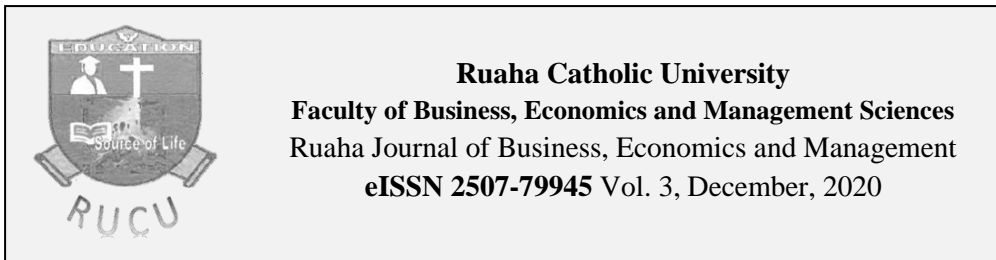 EDUCATION
Source of Life
RUCU
Ruaha Catholic University
Faculty of Business, Economics and Management Sciences
Ruaha Journal of Business, Economics and Management
eISSN 2507-79945 Vol. 3, December, 2020